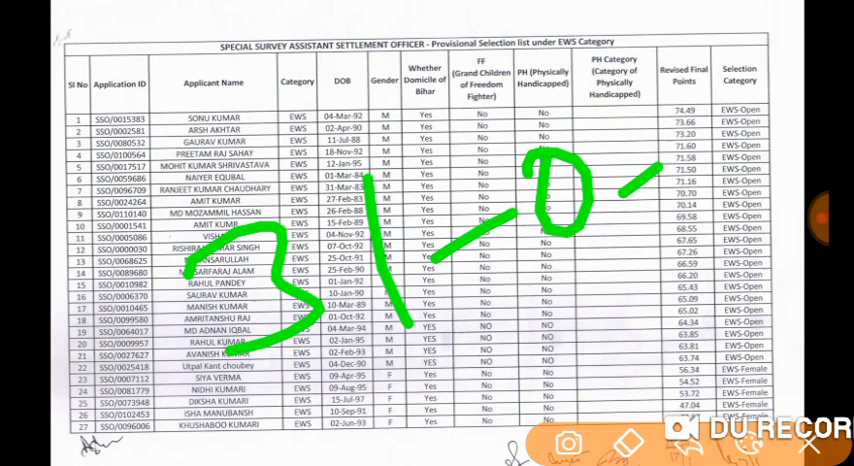 SPECIAL SURVEY ASSISTANT SETTLEMENT OFFICER - Provisional Selection list under EWS Category
Sl No Application ID Applicant Name Category DOB Gender Whether Domicile of Bihar FF (Grand Children of Freedom Fighter) PH (Physically Handicapped) PH Category (Category of Physically Handicapped) Revised Final Points Selection Category
1 SSO/0015383 SONU KUMAR EWS 04-Mar-92 M Yes No No 74.49 EWS-Open
2 SSO/0002581 ARSH AKHTAR EWS 02-Apr-90 M Yes No No 73.66 EWS-Open
3 SSO/0080532 GAURAV KUMAR EWS 11-Jul-88 M Yes No No 73.20 EWS-Open
4 SSO/0100564 PREETAM RAJ SAHAY EWS 18-Nov-92 M Yes No 71.60 EWS-Open
5 SSO/0017517 MOHIT KUMAR SHRIVASTAVA EWS 12-Jan-95 M Yes No 71.58 EWS-Open
6 SSO/0059686 NAIYER EQUBAL EWS 01-Mar-84 M Yes No 71.50 EWS-Open
7 SSO/0096709 RANJEET KUMAR CHAUDHARY EWS 31-Mar-83 M Yes No 71.16 EWS-Open
8 SSO/0024264 AMIT KUMAR EWS 27-Feb-83 M Yes No 70.70 EWS-Open
9 SSO/0110140 MD MOZAMMIL HASSAN EWS 26-Feb-88 M Yes No 70.14 EWS-Open
10 SSO/0001541 AMIT KUMR EWS 15-Feb-89 M Yes No 69.58 EWS-Open
11 SSO/0005086 EWS 04-Nov-92 M Yes No No 68.55 EWS-Open
12 SSO/0000030 SINGH EWS 07-Oct-92 M Yes No No 67.65 EWS-Open
13 SSO/0068625 EWS 25-Oct-91 M Yes No No 67.26 EWS-Open
14 SSO/0089680 SARFARAJ ALAM EWS 25-Feb-90 M Yes No No 66.59 EWS-Open
15 SSO/0010982 RAHUL PANDEY EWS 01-Jan-92 M Yes No No 66.20 EWS-Open
16 SSO/0006370 SAURAV KUMAR EWS 10-Jan-90 M Yes No No 65.43 EWS-Open
17 SSO/0010465 MANISH KUMAR EWS 10-Mar-89 M Yes No No 65.09 EWS-Open
18 SSO/0099580 AMRITANSHU RAJ EWS 01-Oct-92 M Yes No No 65.02 EWS-Open
19 SSO/0064017 MD ADNAN IQBAL EWS 04-Mar-94 M YES NO NO 64.34 EWS-Open
20 SSO/0009957 RAHUL KUMAR EWS 02-Jan-95 M YES NO NO 63.85 EWS-Open
21 SSO/0027627 AVANISH KUMAR EWS 02-Feb-93 M YES NO NO 63.81 EWS-Open
22 SSO/0025418 Utpal Kant choubey EWS 04-Dec-90 M YES NO NO 63.74 EWS-Open
23 SSO/0007112 SIYA VERMA EWS 09-Apr-95 F Yes No No 56.34 EWS-Female
24 SSO/0081779 NIDHI KUMARI EWS 09-Aug-95 F Yes No No 54.52 EWS-Female
25 SSO/0073948 DIKSHA KUMARI EWS 15-Jul-97 F Yes No No 53.72 EWS-Female
26 SSO/0102453 ISHA MANUBANSH EWS 10-Sep-91 F Yes No No 47.04 EWS-Female
27 SSO/0096006 KHUSHABOO KUMARI EWS 02-Jun-93 F Yes No No EWS-Female
DU RECOR